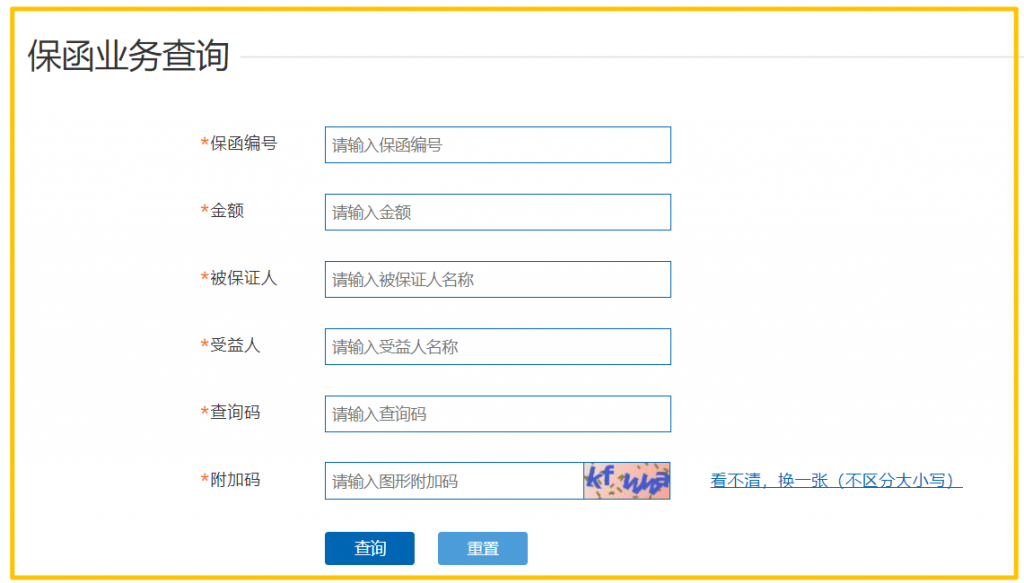 保函业务查询
*保函编号 请输入保函编号
*金额 请输入金额
*被保证人 请输入被保证人名称
*受益人 请输入受益人名称
*查询码 请输入查询码
*附加码 请输入图形附加码 看不清，换一张（不区分大小写）
查询 重置